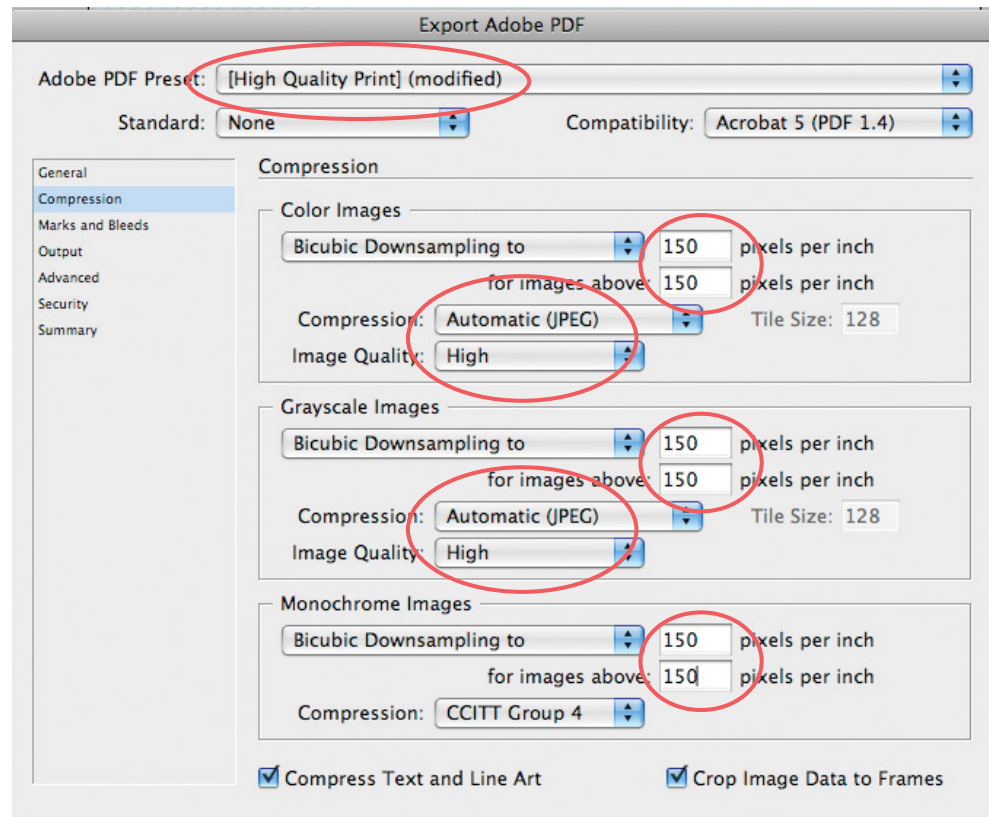 Export Adobe PDF
Adobe PDF Preset: [High Quality Print] (modified)
Standard: None Compatibility: Acrobat 5 (PDF 1.4)
General
Compression
Marks and Bleeds
Output
Advanced
Security
Summary
Compression
Color Images
Bicubic Downsampling to 150 pixels per inch
for images above: 150 pixels per inch
Compression: Automatic (JPEG) Tile Size: 128
Image Quality: High
Grayscale Images
Bicubic Downsampling to 150 pixels per inch
for images above: 150 pixels per inch
Compression: Automatic (JPEG) Tile Size: 128
Image Quality: High
Monochrome Images
Bicubic Downsampling to 150 pixels per inch
for images above: 150 pixels per inch
Compression: CCITT Group 4
Compress Text and Line Art Crop Image Data to Frames